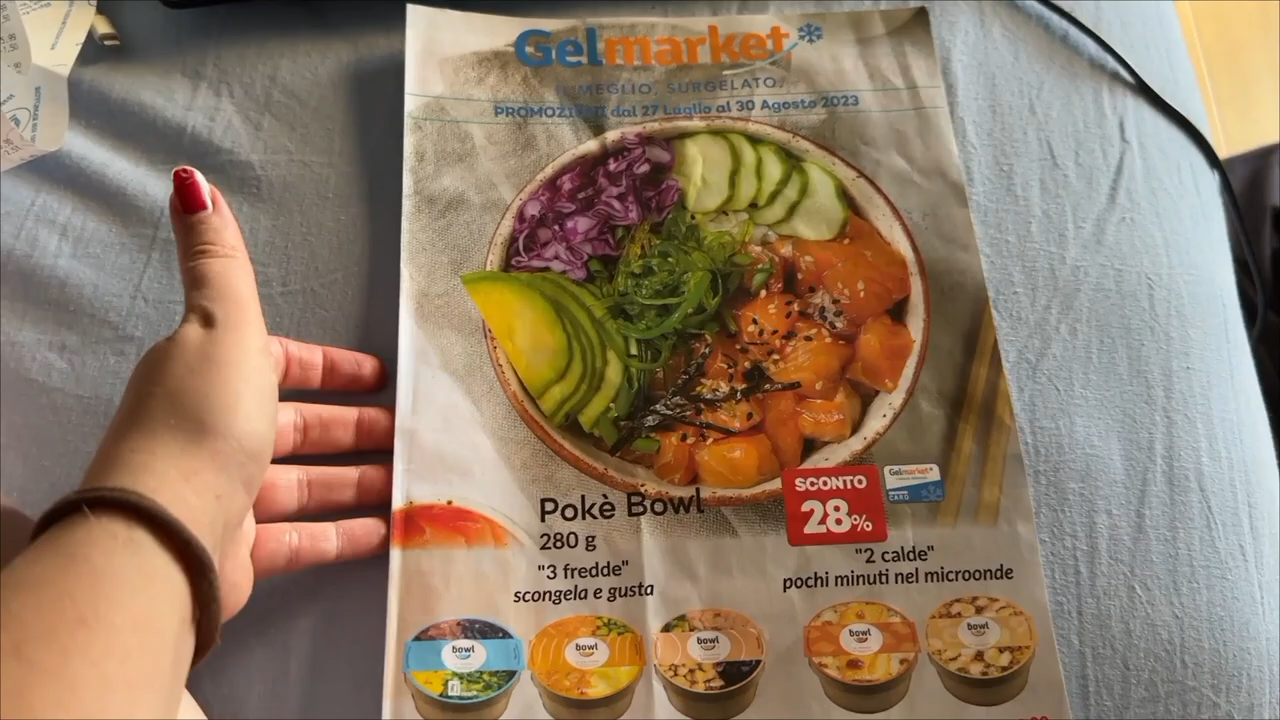 Gelmarket
IL MEGLIO, SURGELATO.
PROMOZIONI dal 27 Luglio al 30 Agosto 2023
Pokè Bowl
280 g
"3 fredde"
scongela e gusta
SCONTO
28%
Gelmarket
CARD
"2 calde"
pochi minuti nel microonde
bowl
bowl
bowl
bowl
bowl